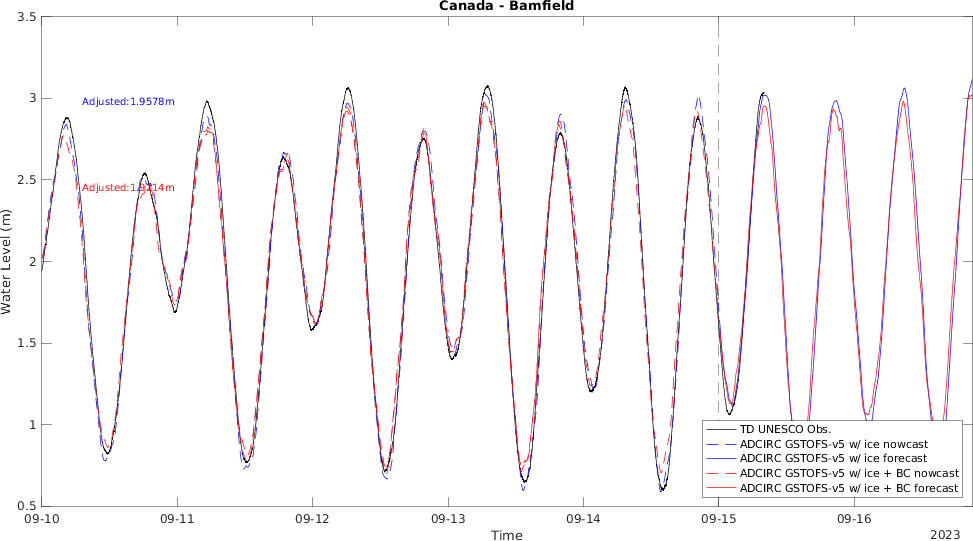 Canada - Bamfield
3.5
3
2.5
2
1.5
1
0.5
Water Level (m)
Adjusted:1.9578m
Adjusted:1.9214m
TD UNESCO Obs.
ADCIRC GSTOFS-v5 w/ ice nowcast
ADCIRC GSTOFS-v5 w/ ice forecast
ADCIRC GSTOFS-v5 w/ ice + BC nowcast
ADCIRC GSTOFS-v5 w/ ice + BC forecast
09-10 09-11 09-12 09-13 09-14 09-15 09-16
Time
2023